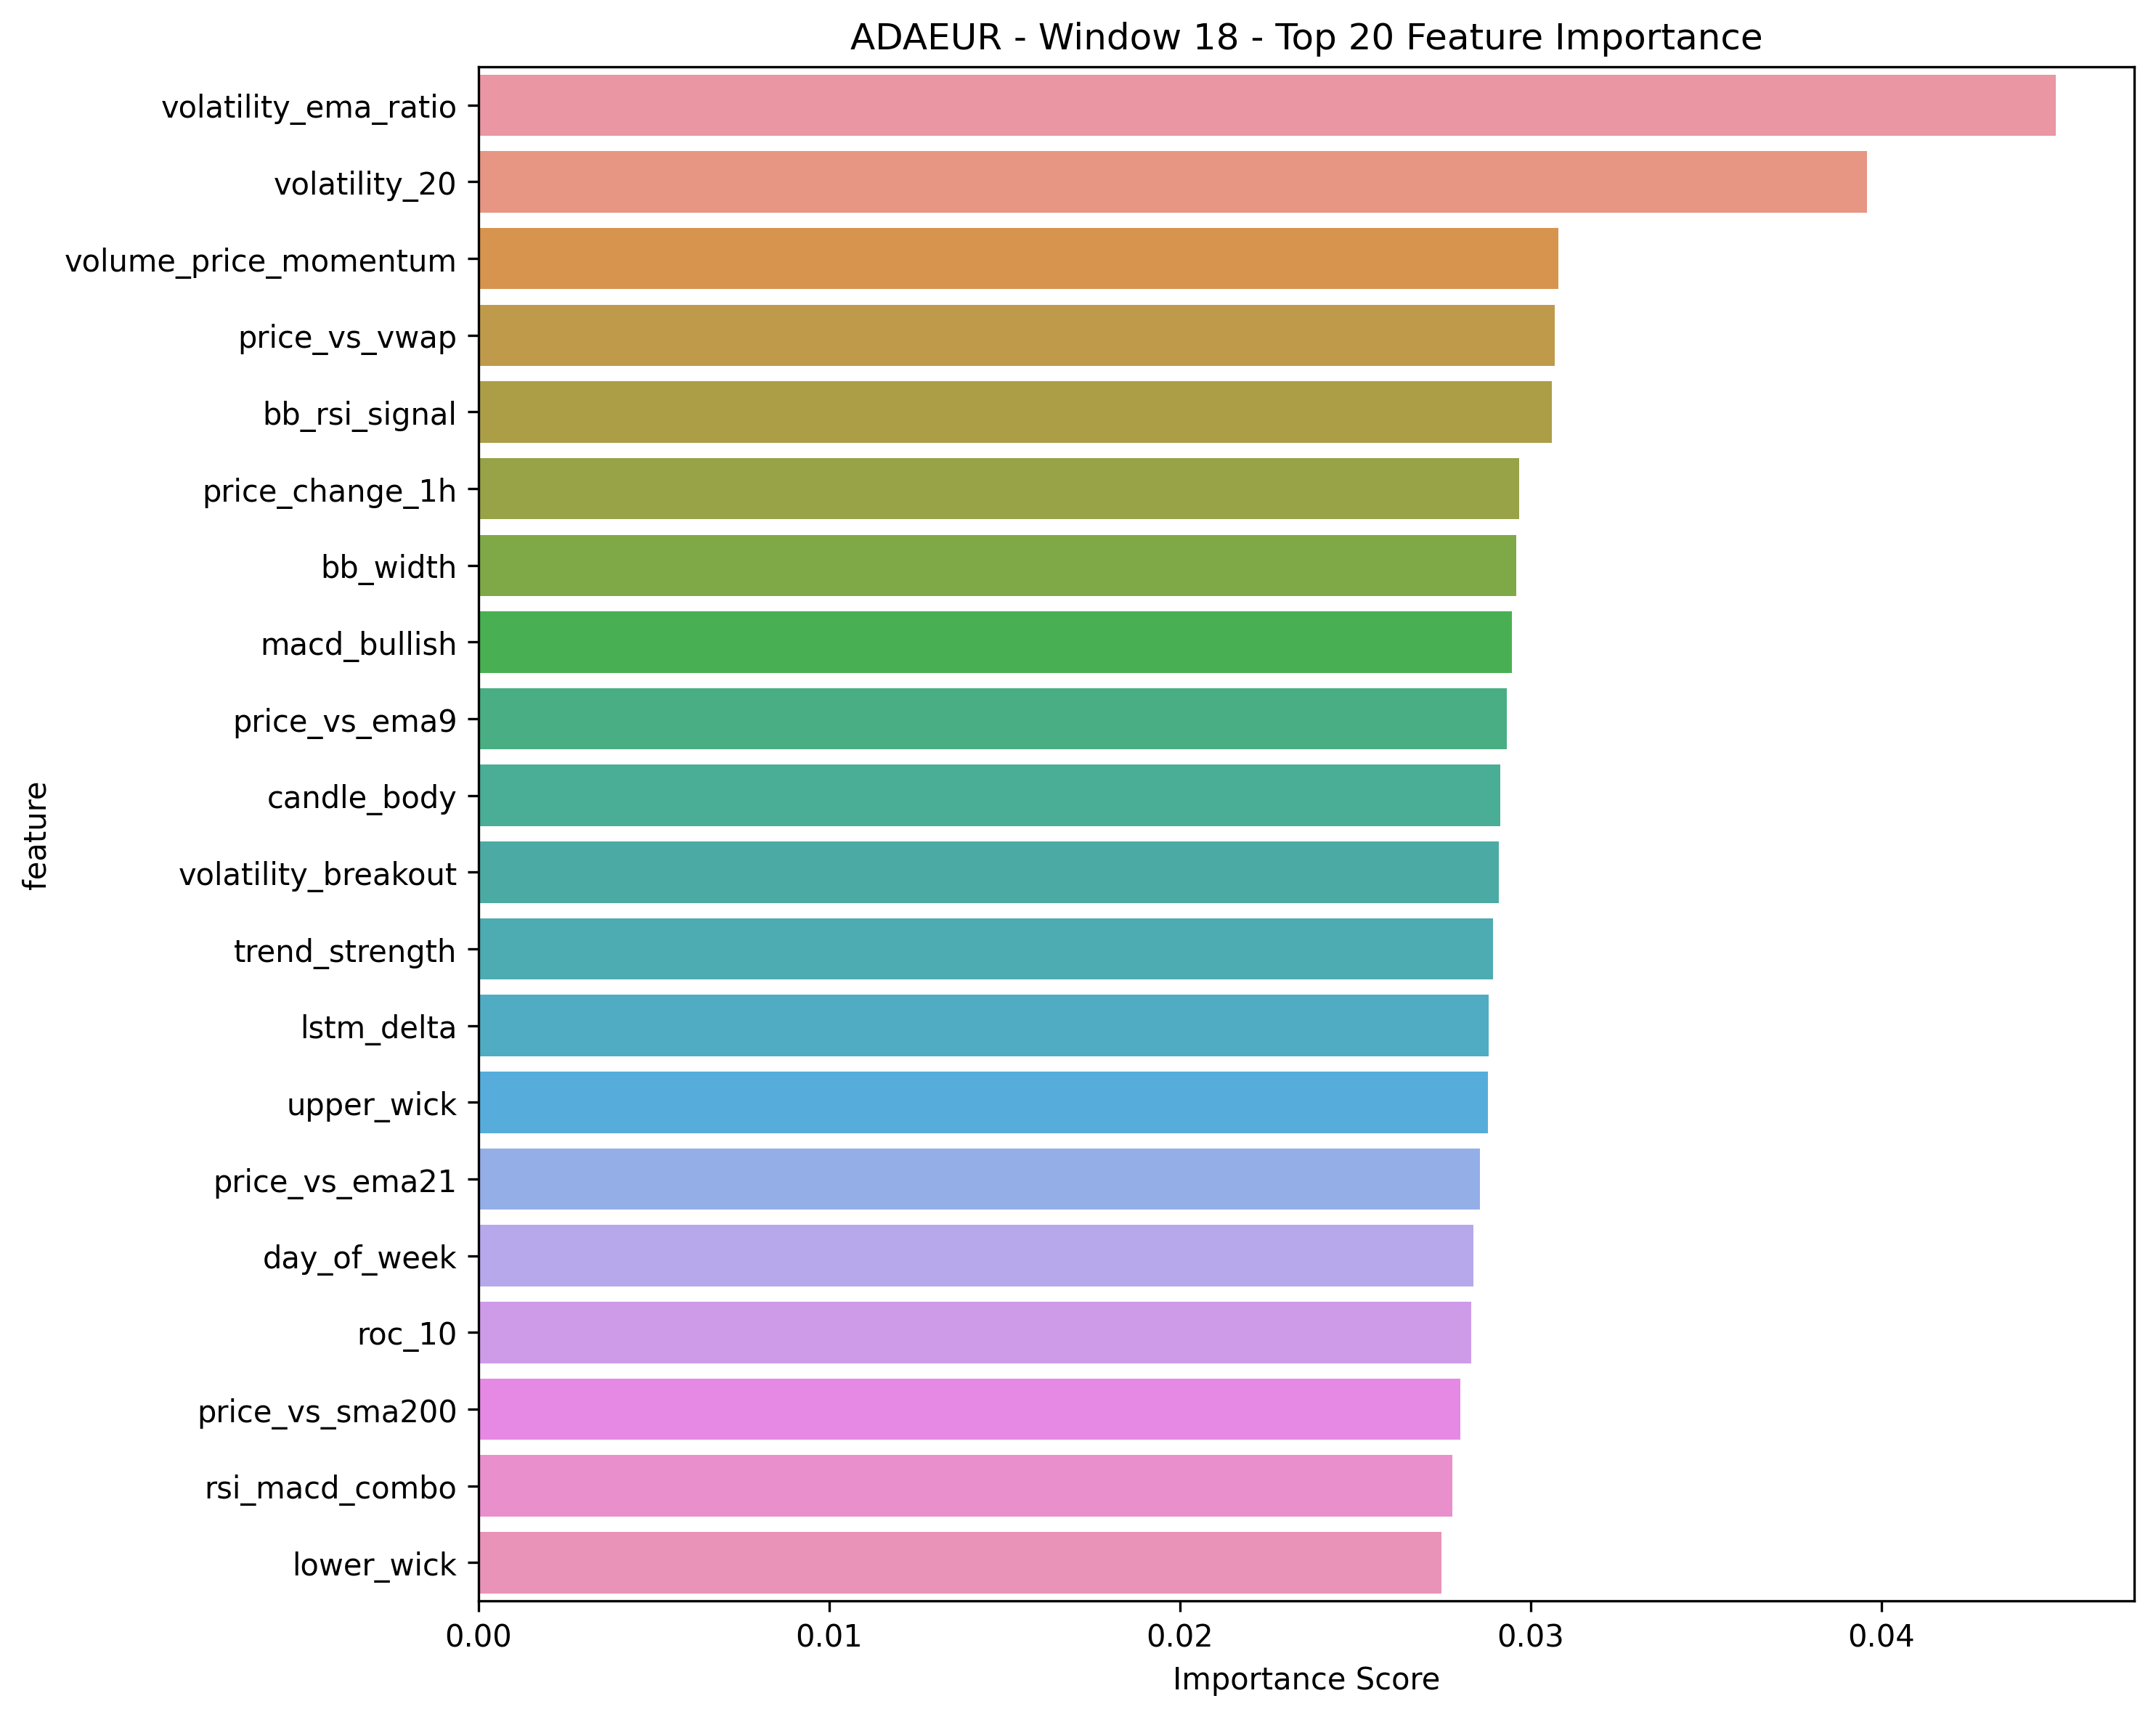 ADAEUR - Window 18 - Top 20 Feature Importance
volatility_ema_ratio
volatility_20
volume_price_momentum
price_vs_vwap
bb_rsi_signal
price_change_1h
bb_width
macd_bullish
price_vs_ema9
candle_body
volatility_breakout
trend_strength
lstm_delta
upper_wick
price_vs_ema21
day_of_week
roc_10
price_vs_sma200
rsi_macd_combo
lower_wick
feature
0.00 0.01 0.02 0.03 0.04
Importance Score